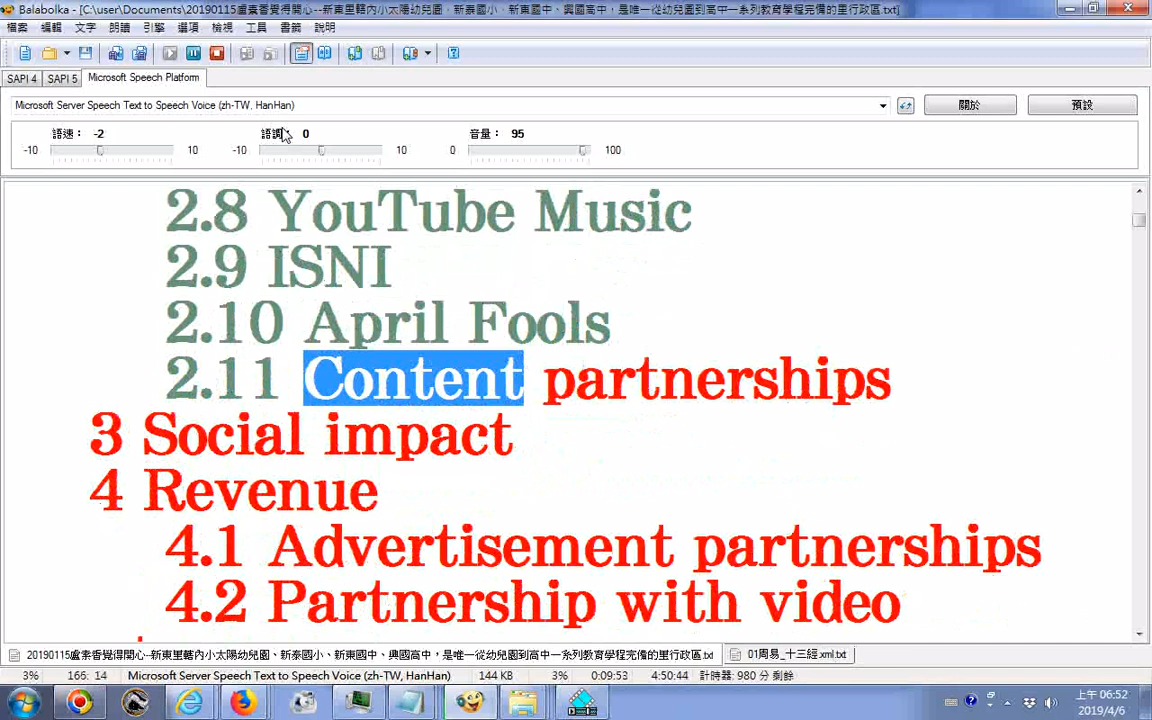 Balabolka - [C:\user\Documents\20190115盧素香覺得開心--新東里轄內小太陽幼兒園、新泰國小、新東國中、興國高中，是唯一從幼兒園到高中一系列教育學程完備的里行政區.txt]
檔案 編輯 文字 朗讀 引擎 選項 檢視 工具 書籤 說明
SAPI 4 SAPI 5 Microsoft Speech Platform
Microsoft Server Speech Text to Speech Voice (zh-TW, HanHan) 關於 預設
語速： -2 語調： 0 音量： 95
-10 10 -10 10 0 100
2.8 YouTube Music
2.9 ISNI
2.10 April Fools
2.11 Content partnerships
3 Social impact
4 Revenue
4.1 Advertisement partnerships
4.2 Partnership with video
20190115盧素香覺得開心--新東里轄內小太陽幼兒園、新泰國小、新東國中、興國高中，是唯一從幼兒園到高中一系列教育學程完備的里行政區.txt 01周易_十三經.xml.txt
3% 166: 14 Microsoft Server Speech Text to Speech Voice (zh-TW, HanHan) 144 KB 3% 0:09:53 4:50:44 計時器: 980 分 剩餘
上午 06:52
2019/4/6